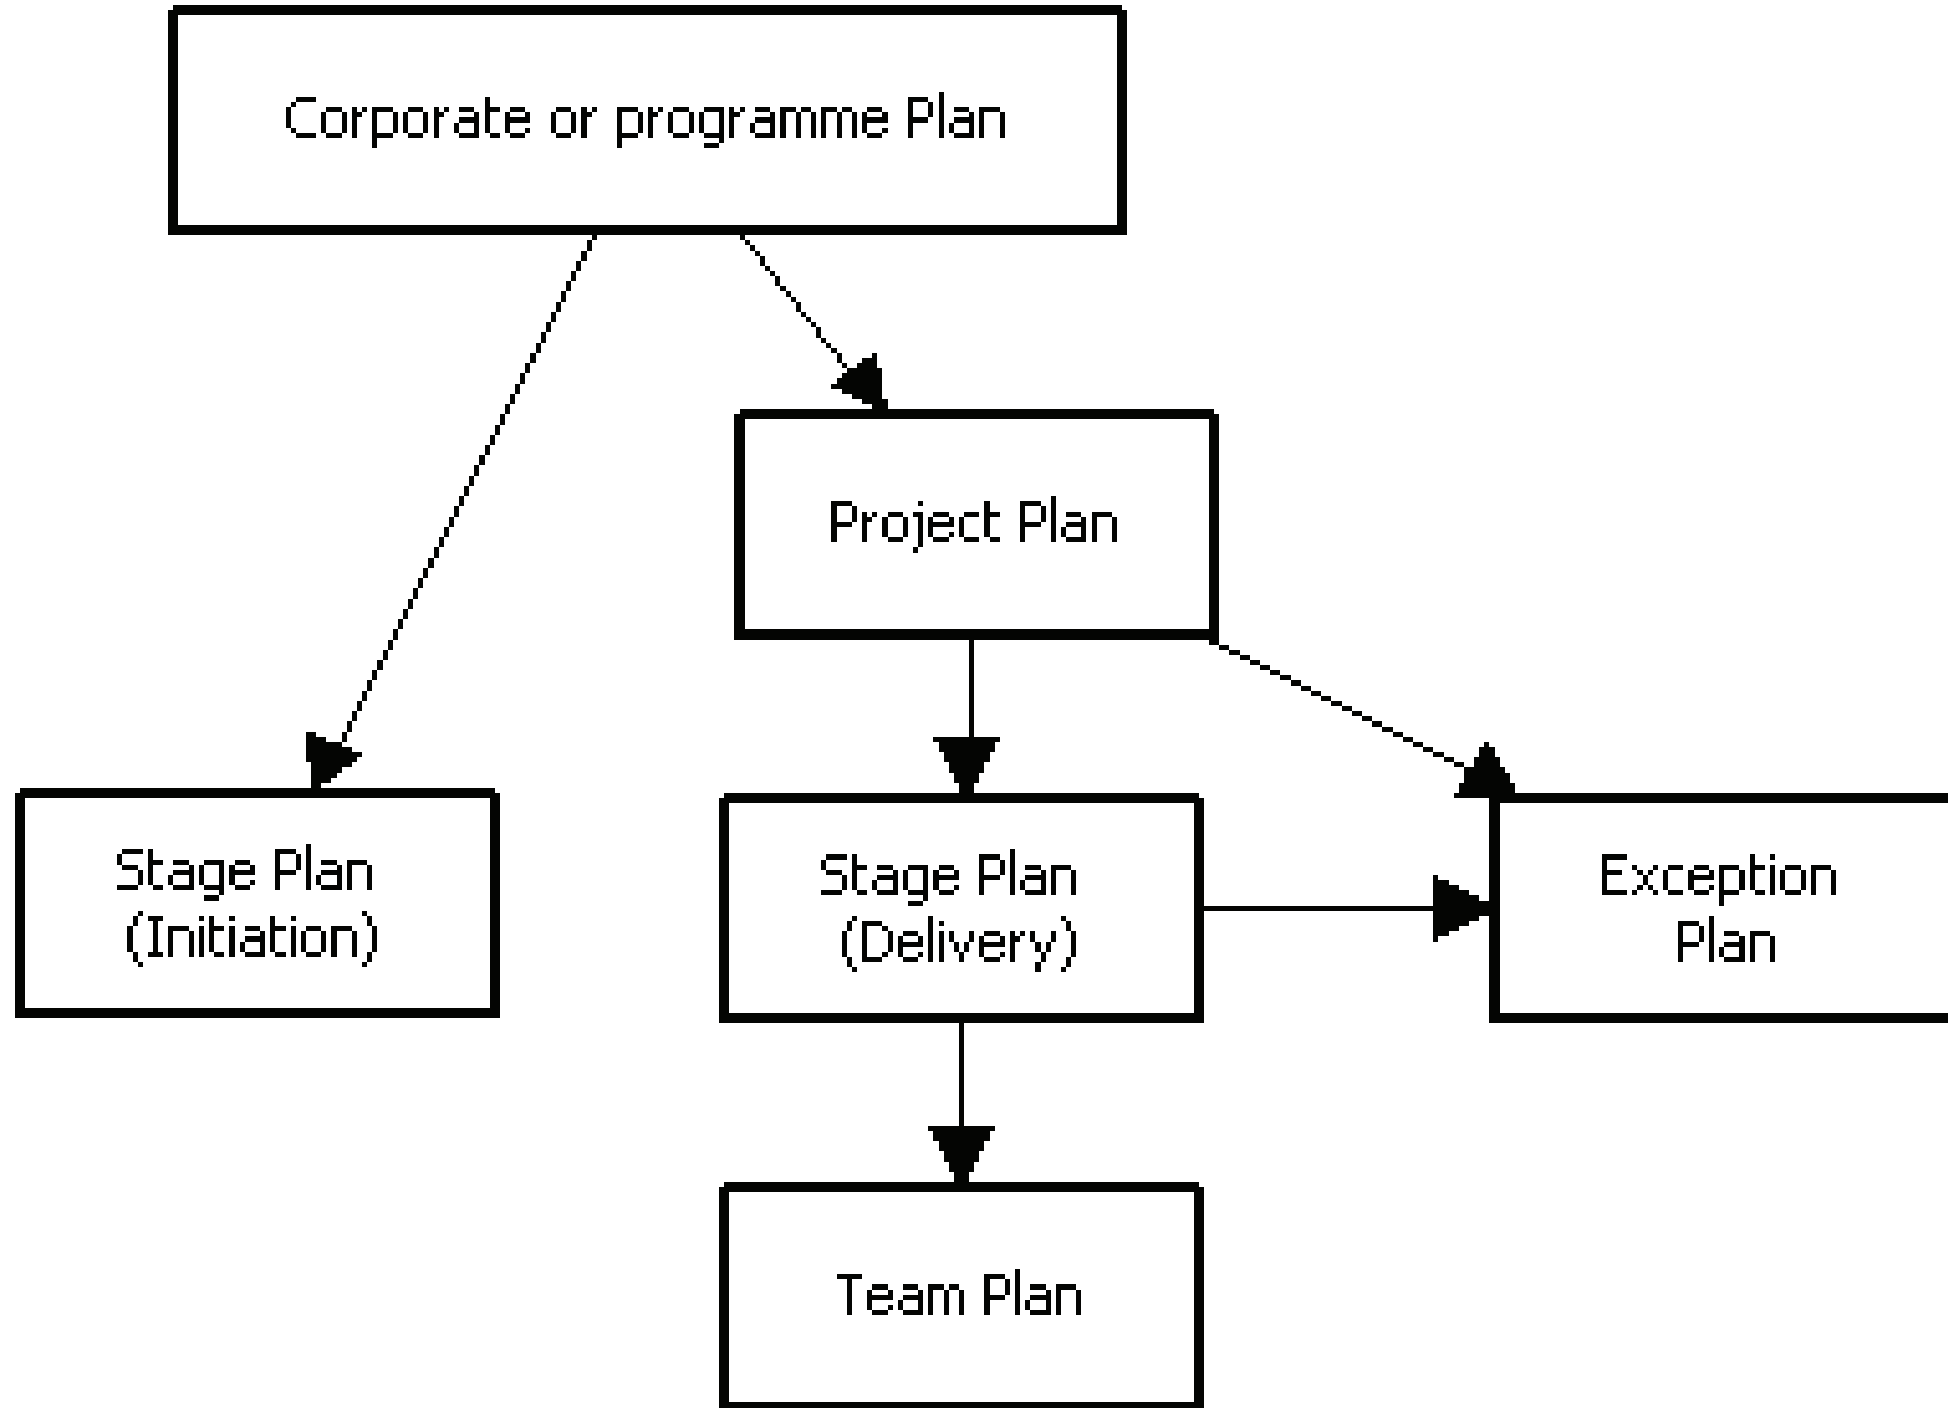 Corporate or programme Plan
Project Plan
Stage Plan
(Initiation)
Stage Plan
(Delivery)
Exception
Plan
Team Plan